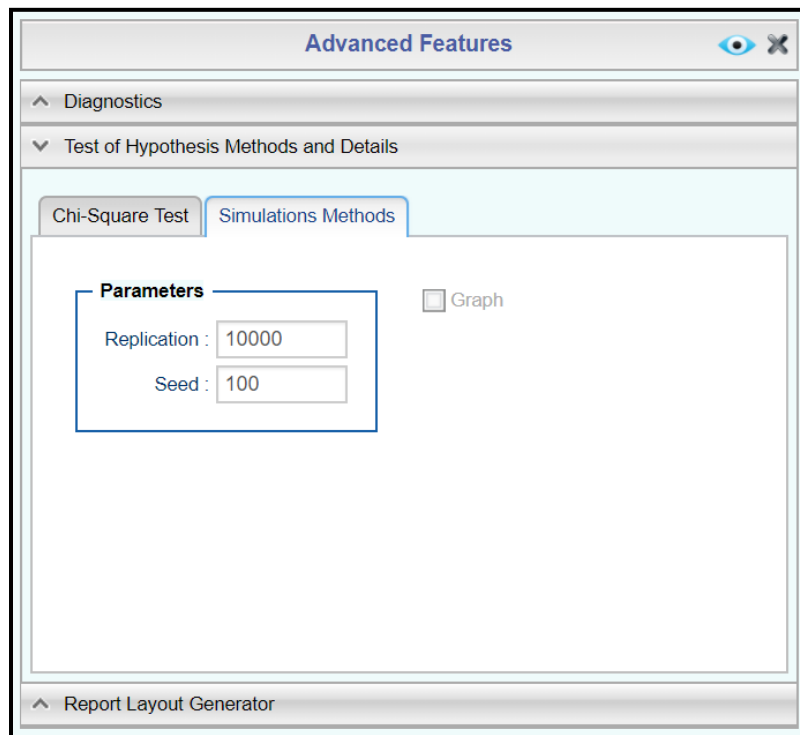 Advanced Features
Diagnostics
Test of Hypothesis Methods and Details
Chi-Square Test
Simulations Methods
Parameters
Graph
Replication : 10000
Seed : 100
Report Layout Generator